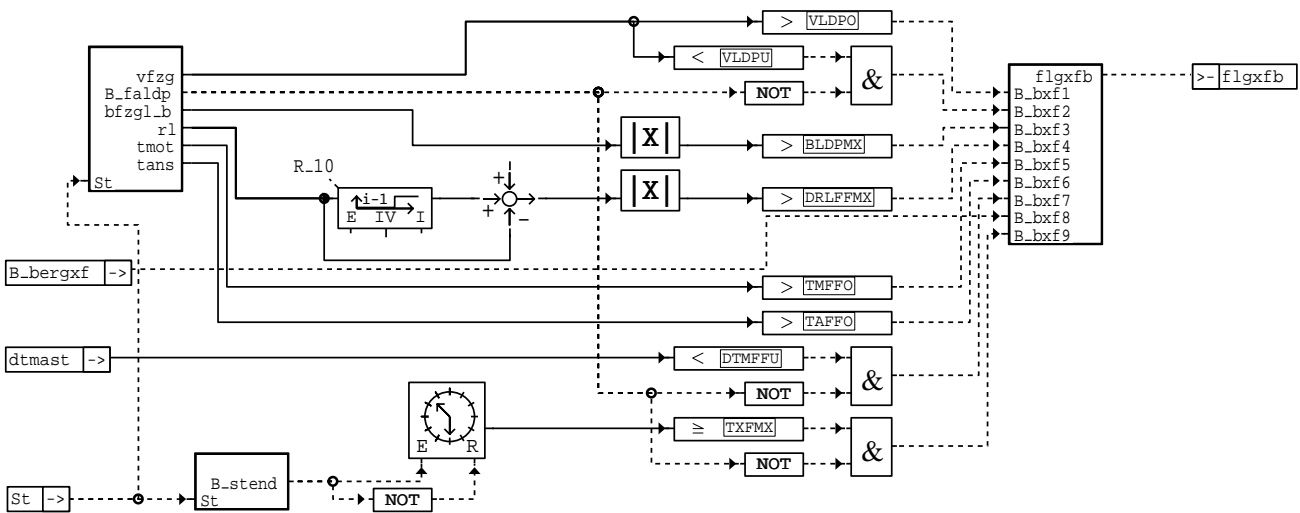 > VLDPO
< VLDPU
&
NOT
vfzg
B_faldp
bfzgl_b
rl
tmot
tans
St
flgxfb
B_bxf1
B_bxf2
B_bxf3
B_bxf4
B_bxf5
B_bxf6
B_bxf7
B_bxf8
B_bxf9
>- flgxfb
|X|
> BLDPMX
R_10
i-1
E IV I
+
+
−
|X|
> DRLFFMX
B_bergxf ->
> TMFFO
> TAFFO
dtmast ->
< DTMFFU
&
NOT
E R
≥ TXFMX
&
NOT
B_stend
St
St ->
NOT